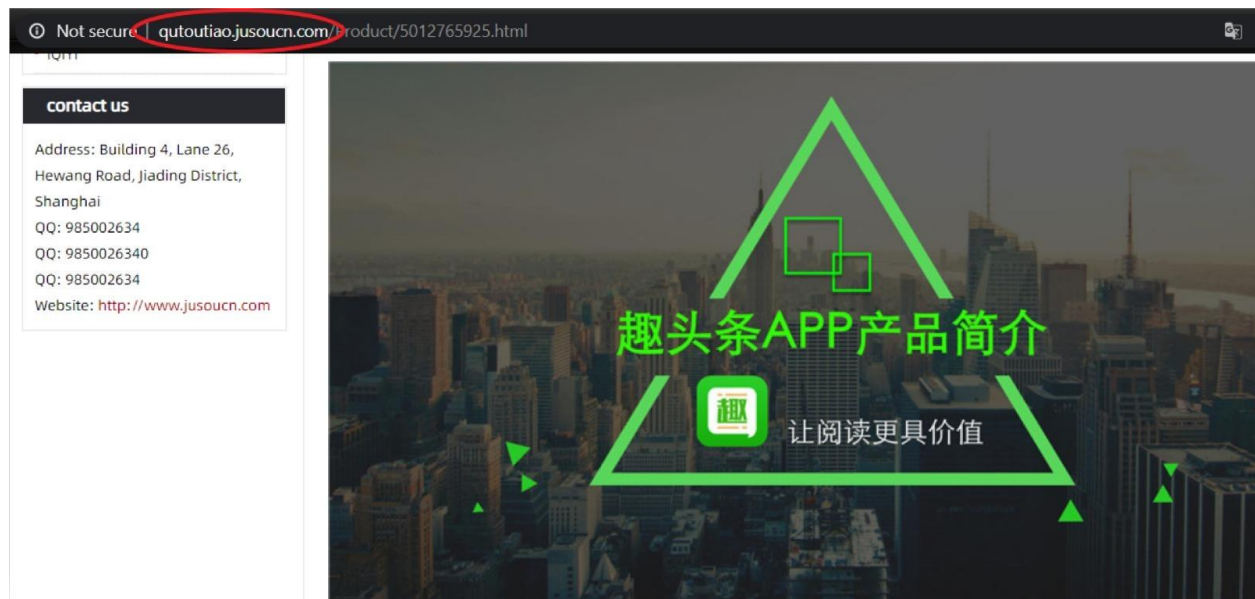 Not secure | qutoutiao.jusoucn.com/Product/5012765925.html
contact us
Address: Building 4, Lane 26,
Hewang Road, Jiading District,
Shanghai
QQ: 985002634
QQ: 9850026340
QQ: 985002634
Website: http://www.jusoucn.com
趣头条APP产品简介
趣
让阅读更具价值